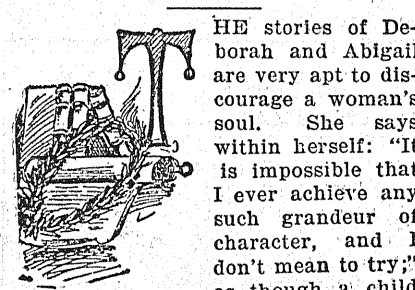 THE stories of De-
borah and Abigail
are very apt to dis-
courage a woman's
soul. She says
within herself: "It
is impossible that
I ever achieve any
such grandeur of
character, and I
don't mean to try;"
as though a child